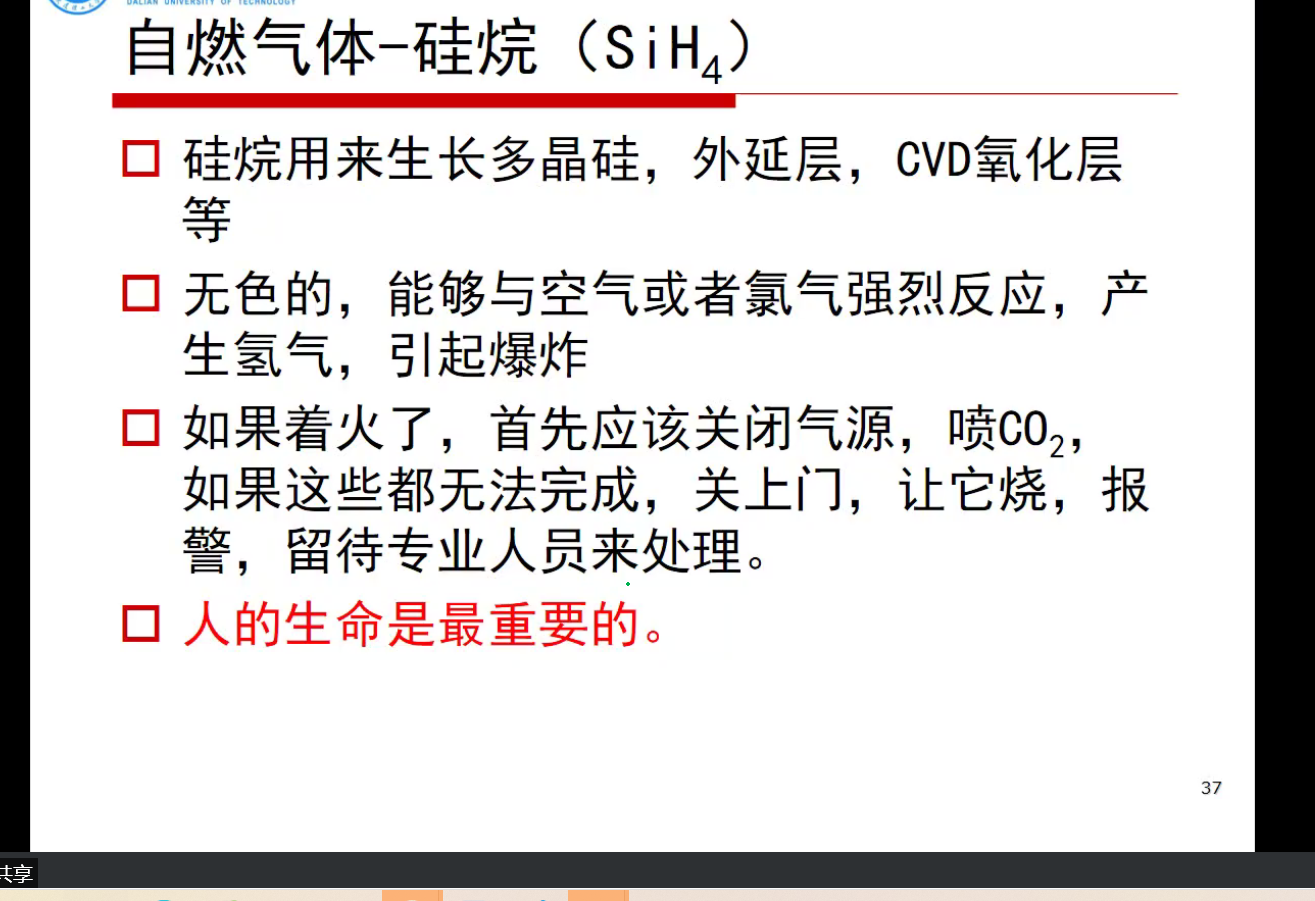 DALIAN UNIVERSITY OF TECHNOLOGY
自燃气体-硅烷（SiH₄）
硅烷用来生长多晶硅，外延层，CVD氧化层
等
无色的，能够与空气或者氯气强烈反应，产
生氢气，引起爆炸
如果着火了，首先应该关闭气源，喷CO₂，
如果这些都无法完成，关上门，让它烧，报
警，留待专业人员来处理。
人的生命是最重要的。
37
共享